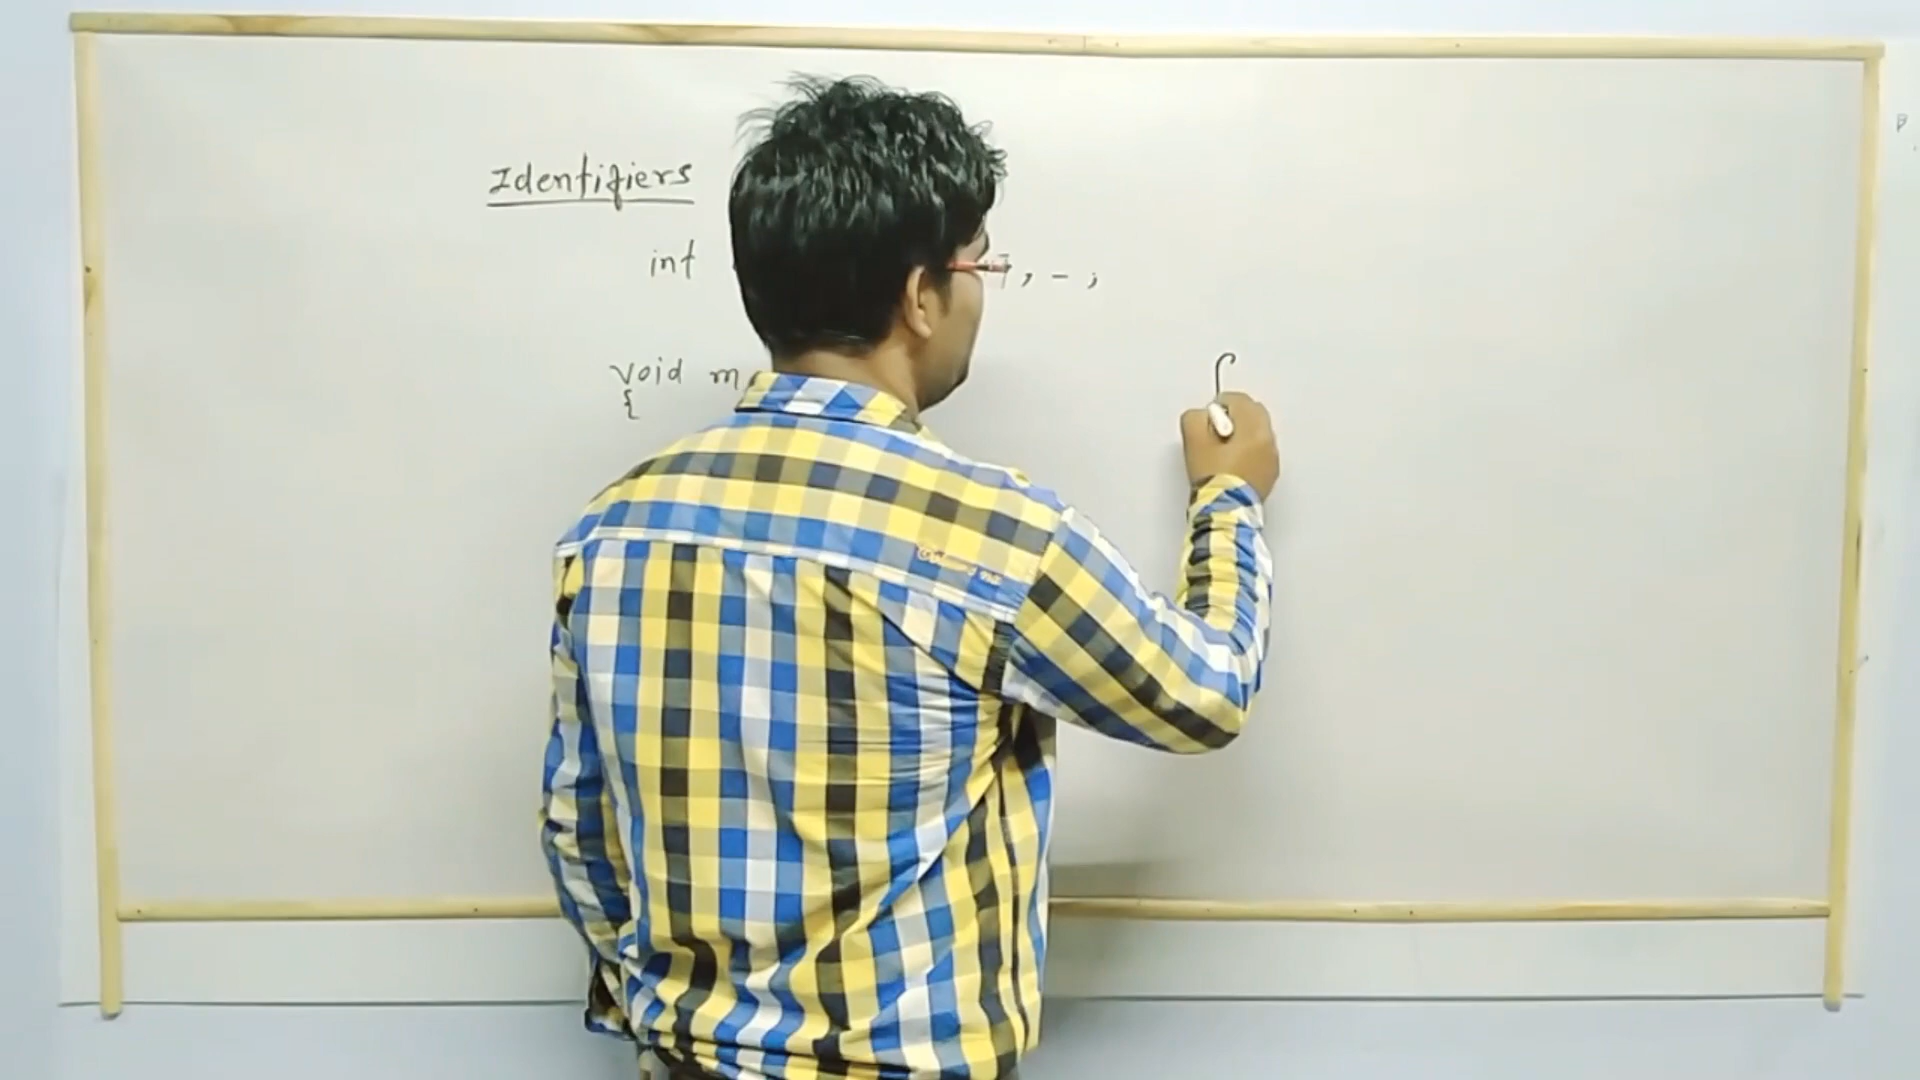 Identifiers
int , - ;
void m
{